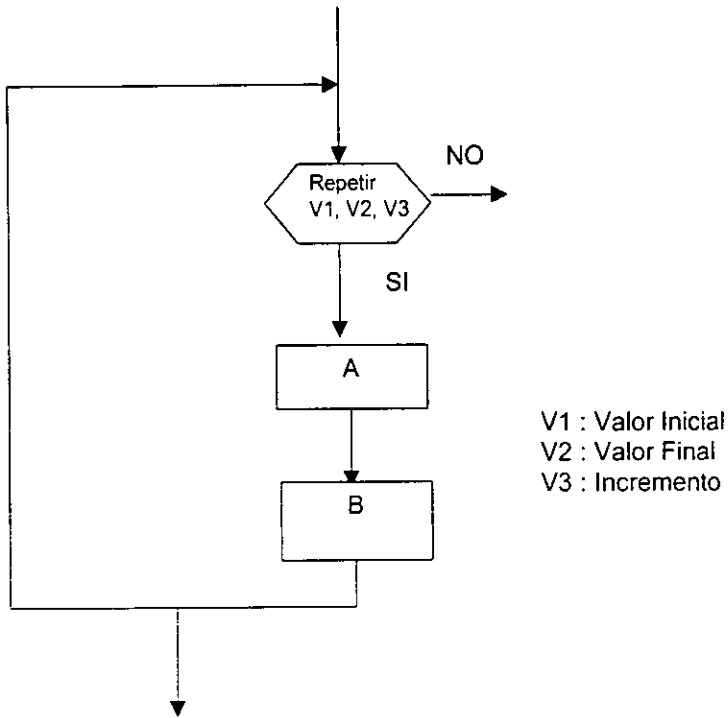 NO
Repetir
V1, V2, V3
SI
A
B
V1 : Valor Inicial
V2 : Valor Final
V3 : Incremento